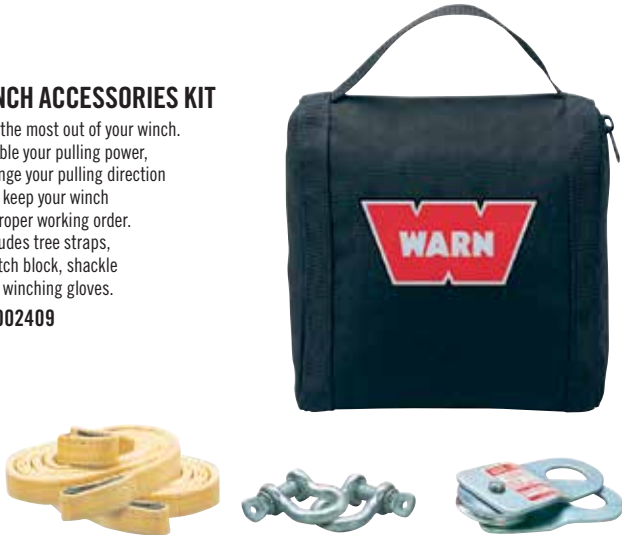 NCH ACCESSORIES KIT
the most out of your winch.
ble your pulling power,
nge your pulling direction
keep your winch
roper working order.
udes tree straps,
tch block, shackle
winching gloves.
002409
WARN